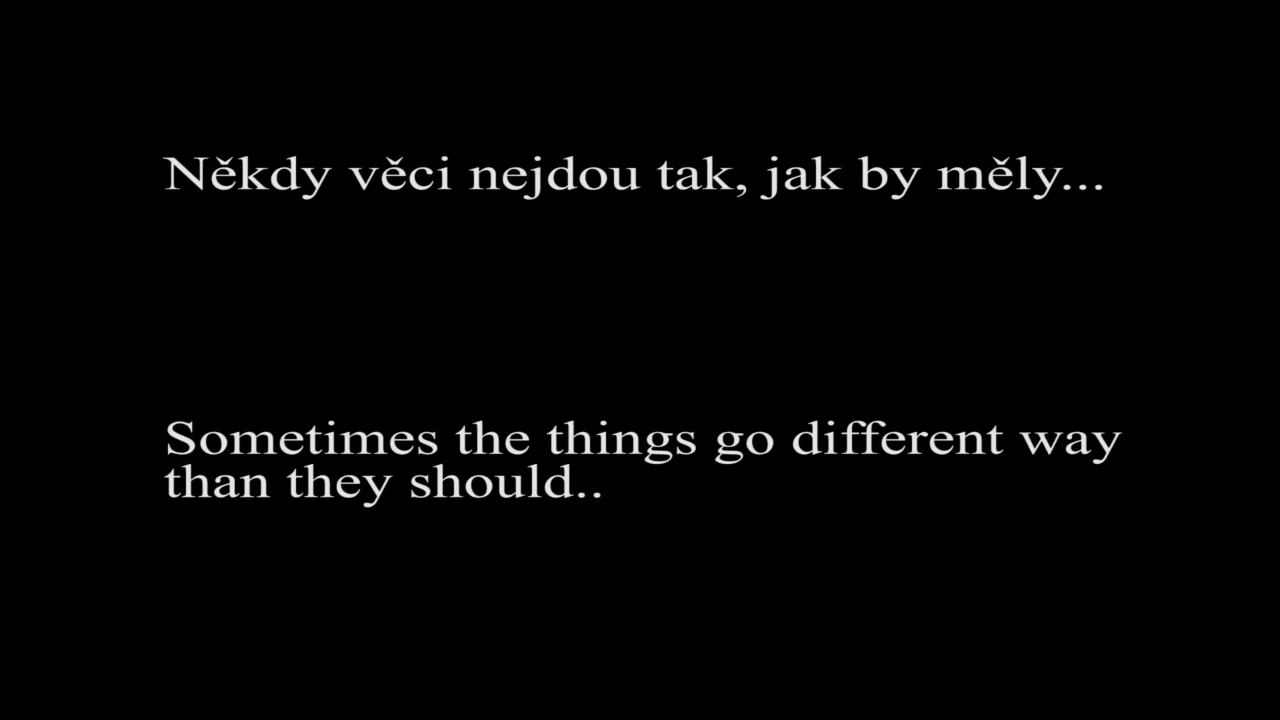 Někdy věci nejdou tak, jak by měly...
Sometimes the things go different way
than they should..